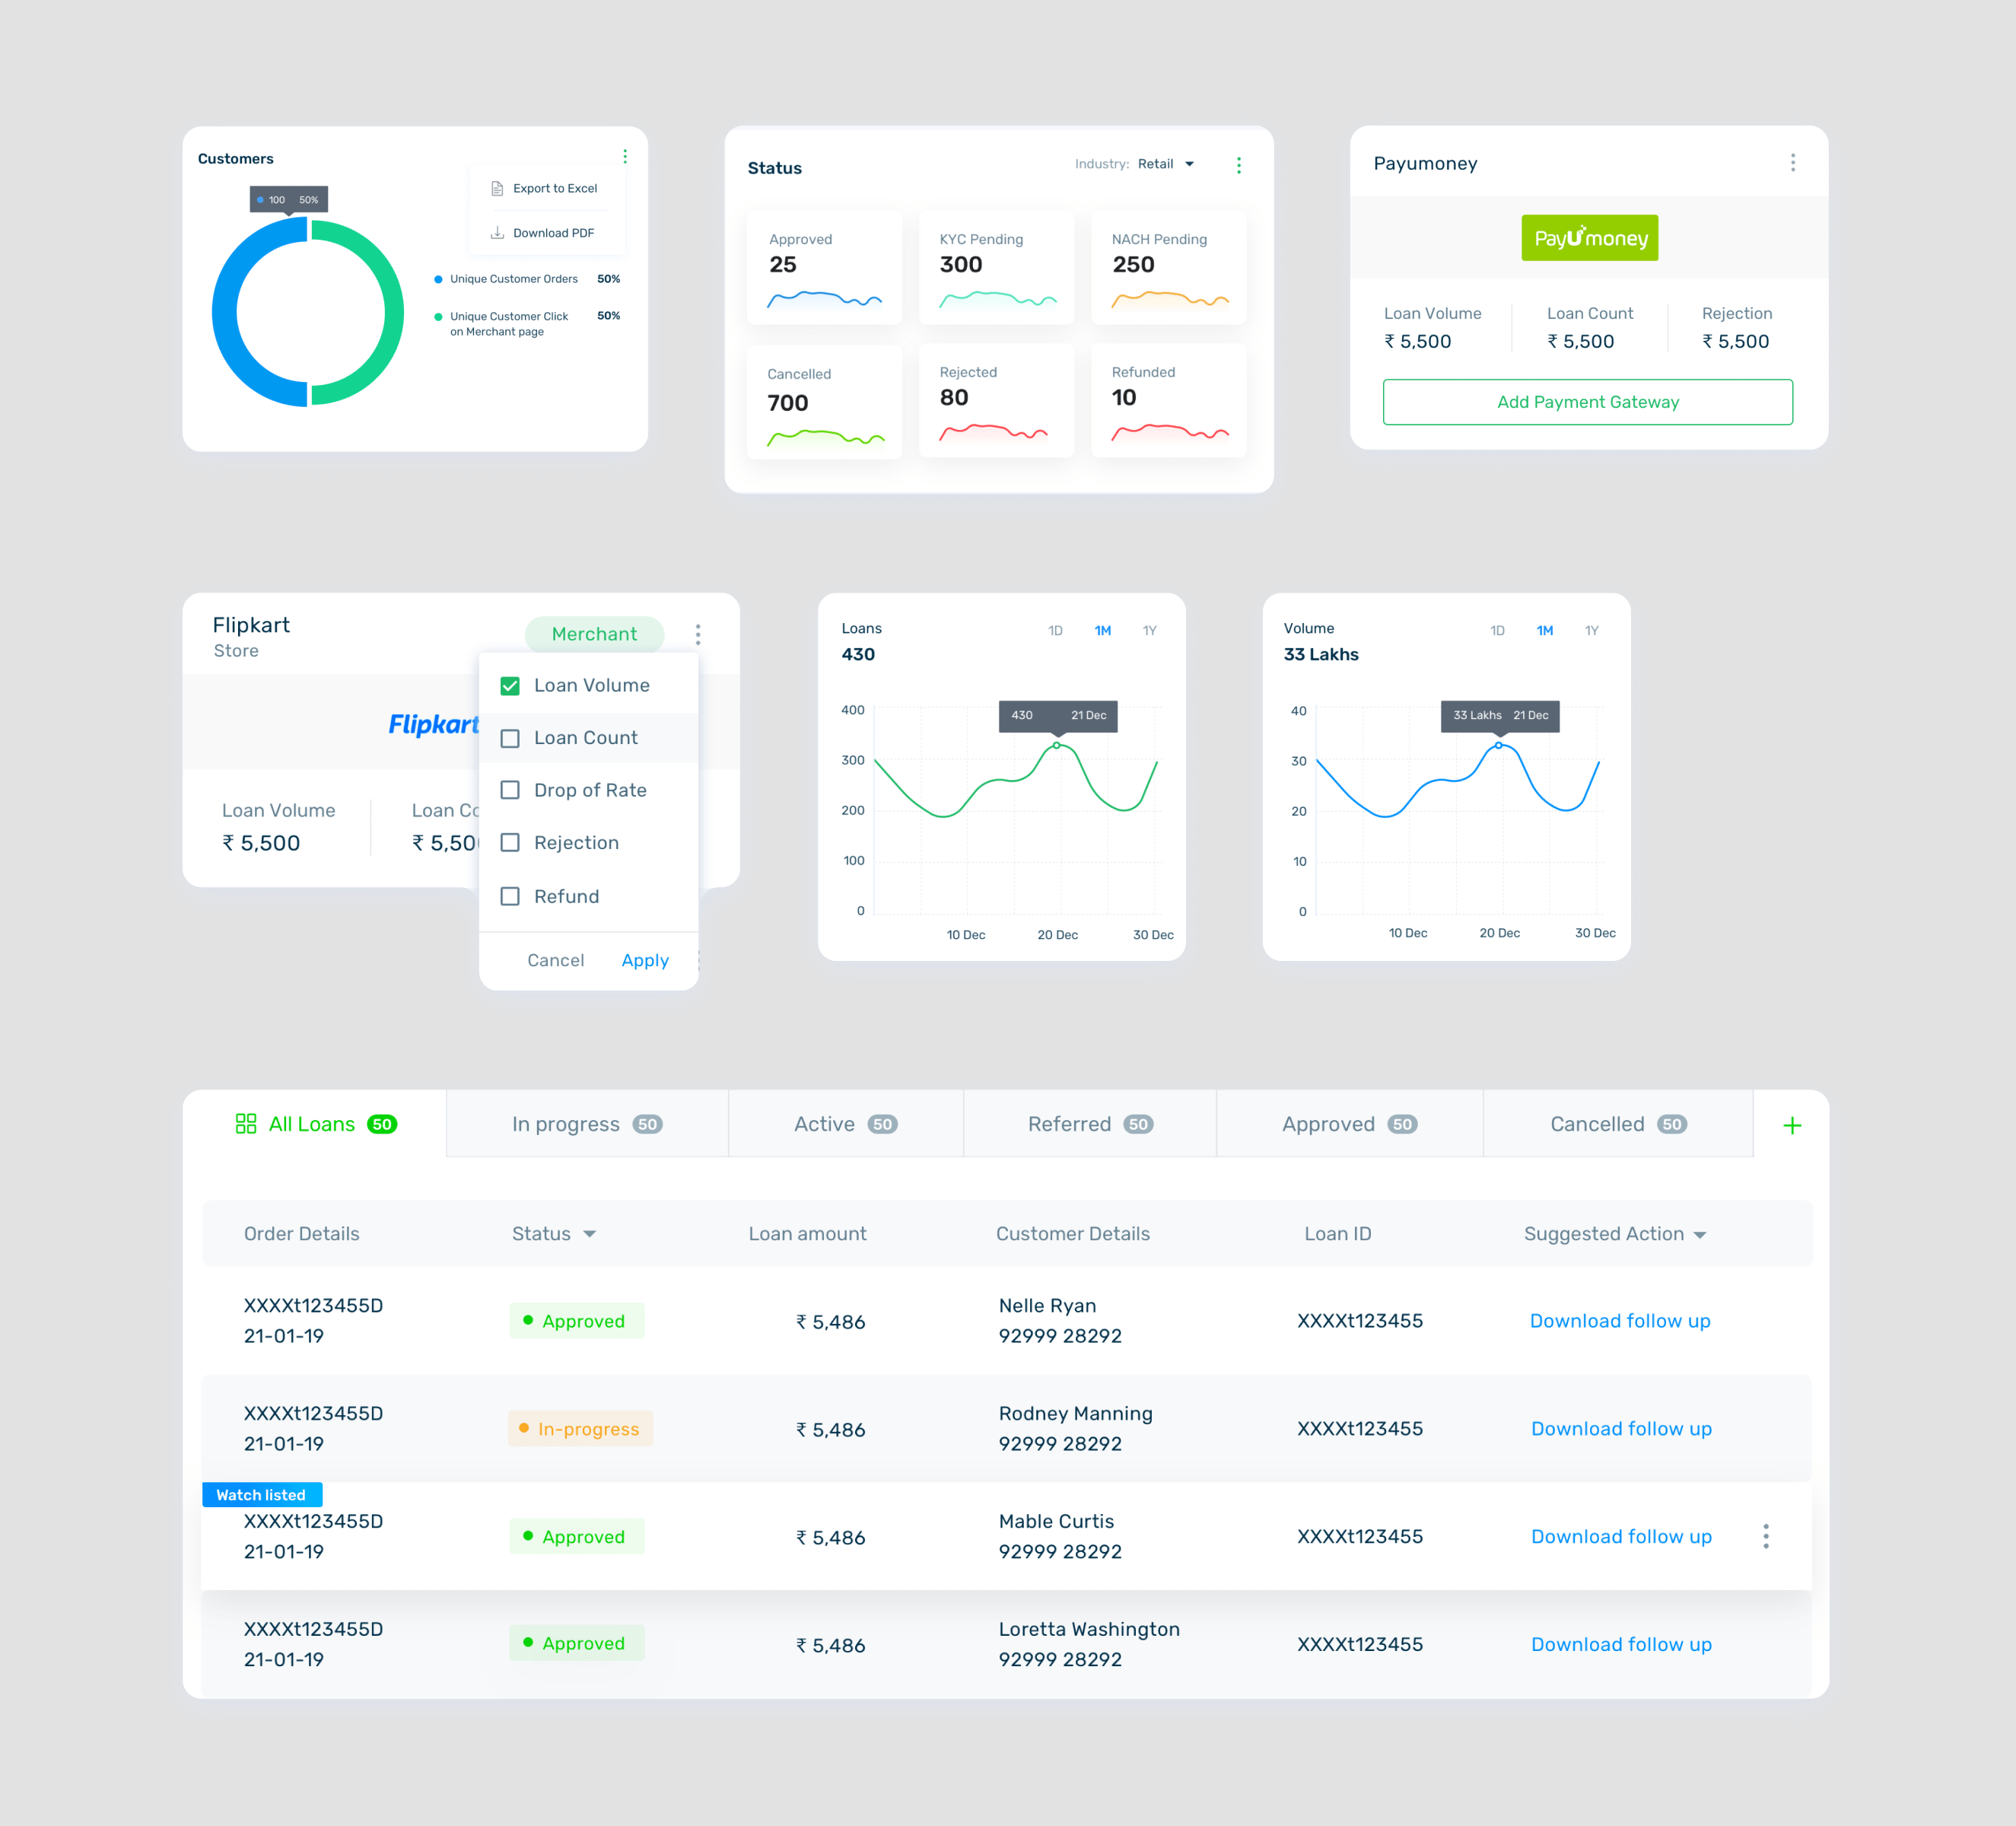 Customers
100 50%
Export to Excel
Download PDF
Unique Customer Orders 50%
Unique Customer Click 50%
on Merchant page
Status
Industry: Retail
Approved
25
KYC Pending
300
NACH Pending
250
Cancelled
700
Rejected
80
Refunded
10
Payumoney
PayUmoney
Loan Volume
₹ 5,500
Loan Count
₹ 5,500
Rejection
₹ 5,500
Add Payment Gateway
Flipkart
Store
Merchant
Flipkart
Loan Volume
₹ 5,500
Loan Co
₹ 5,50
Loan Volume
Loan Count
Drop of Rate
Rejection
Refund
Cancel Apply
Loans 1D 1M 1Y
430
430 21 Dec
400
300
200
100
0
10 Dec 20 Dec 30 Dec
Volume 1D 1M 1Y
33 Lakhs
33 Lakhs 21 Dec
40
30
20
10
0
10 Dec 20 Dec 30 Dec
All Loans 50 In progress 50 Active 50 Referred 50 Approved 50 Cancelled 50 +
Order Details Status Loan amount Customer Details Loan ID Suggested Action
XXXXt123455D
21-01-19
Approved
₹ 5,486
Nelle Ryan
92999 28292
XXXXt123455
Download follow up
XXXXt123455D
21-01-19
In-progress
₹ 5,486
Rodney Manning
92999 28292
XXXXt123455
Download follow up
Watch listed
XXXXt123455D
21-01-19
Approved
₹ 5,486
Mable Curtis
92999 28292
XXXXt123455
Download follow up
XXXXt123455D
21-01-19
Approved
₹ 5,486
Loretta Washington
92999 28292
XXXXt123455
Download follow up